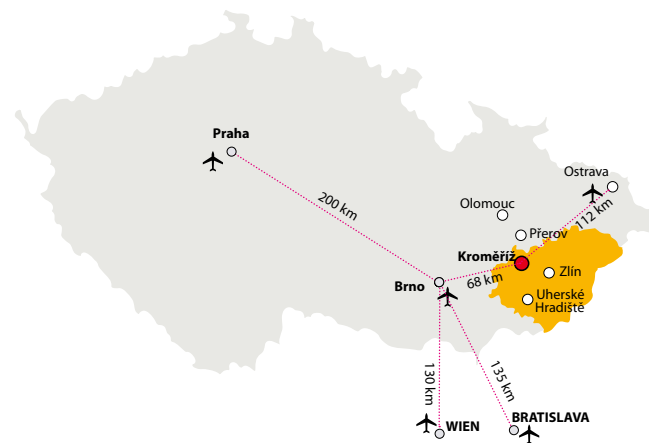 Praha
200 km
Ostrava
Olomouc
112 km
Přerov
Kroměříž
68 km
Zlín
Brno
Uherské
Hradiště
130 km
135 km
WIEN
BRATISLAVA